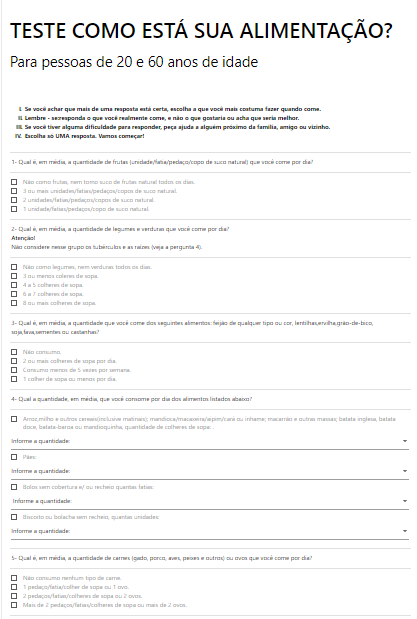 TESTE COMO ESTÁ SUA ALIMENTAÇÃO?
Para pessoas de 20 e 60 anos de idade
I. Se você achar que mais de uma resposta está certa, escolha a que você mais costuma fazer quando come.
II. Lembre - se:responda o que você realmente come, e não o que gostaria ou acha que seria melhor.
III. Se você tiver alguma dificuldade para responder, peça ajuda a alguém próximo da família, amigo ou vizinho.
IV. Escolha só UMA resposta. Vamos começar!
1- Qual é, em média, a quantidade de frutas (unidade/fatia/pedaço/copo de suco natural) que você come por dia?
Não como frutas, nem tomo suco de frutas natural todos os dias.
3 ou mais unidades/fatias/pedaços/copos de suco natural.
2 unidades/fatias/pedaços/copos de suco natural.
1 unidade/fatias/pedaços/copo de suco natural.
2- Qual é, em média, a quantidade de legumes e verduras que você come por dia?
Atenção!
Não considere nesse grupo os tubérculos e as raízes (veja a pergunta 4).
Não como legumes, nem verduras todos os dias.
3 ou menos colheres de sopa.
4 a 5 colheres de sopa.
6 a 7 colheres de sopa.
8 ou mais colheres de sopa.
3- Qual é, em média, a quantidade que você come dos seguintes alimentos: feijão de qualquer tipo ou cor, lentilhas,ervilha,grão-de-bico,
soja,fava,sementes ou castanhas?
Não consumo.
2 ou mais colheres de sopa por dia.
Consumo menos de 5 vezes por semana.
1 colher de sopa ou menos por dia.
4- Qual a quantidade, em média, que você consome por dia dos alimentos listados abaixo?
Arroz,milho e outros cereais(inclusive matinais); mandioca/macaxeira/aipim/cará ou inhame; macarrão e outras massas; batata inglesa, batata
doce, batata-baroa ou mandioquinha, quantidade de colheres de sopa: .
Informe a quantidade:
Pães:
Informe a quantidade:
Bolos sem cobertura e/ ou recheio quantas fatias:
Informe a quantidade:
Biscoito ou bolacha sem recheio, quantas unidades:
Informe a quantidade:
5- Qual é, em média, a quantidade de carnes (gado, porco, aves, peixes e outros) ou ovos que você come por dia?
Não consumo nenhum tipo de carne.
1 pedaço/fatia/colher de sopa ou 1 ovo.
2 pedaços/fatias/colheres de sopa ou 2 ovos.
Mais de 2 pedaços/fatias/colheres de sopa ou mais de 2 ovos.